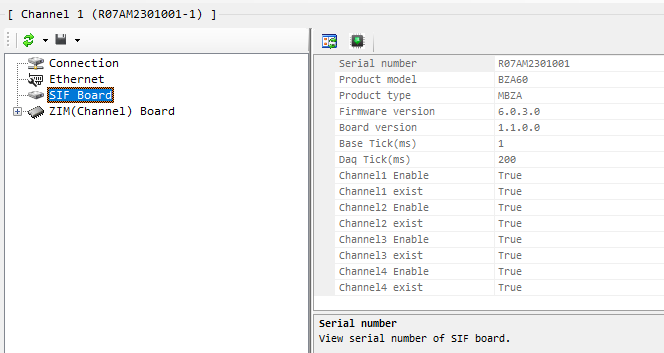 [ Channel 1 (R07AM2301001-1) ]
Connection
Ethernet
SIF Board
ZIM(Channel) Board
Serial number R07AM2301001
Product model BZA60
Product type MBZA
Firmware version 6.0.3.0
Board version 1.1.0.0
Base Tick(ms) 1
Daq Tick(ms) 200
Channel1 Enable True
Channel1 exist True
Channel2 Enable True
Channel2 exist True
Channel3 Enable True
Channel3 exist True
Channel4 Enable True
Channel4 exist True
Serial number
View serial number of SIF board.